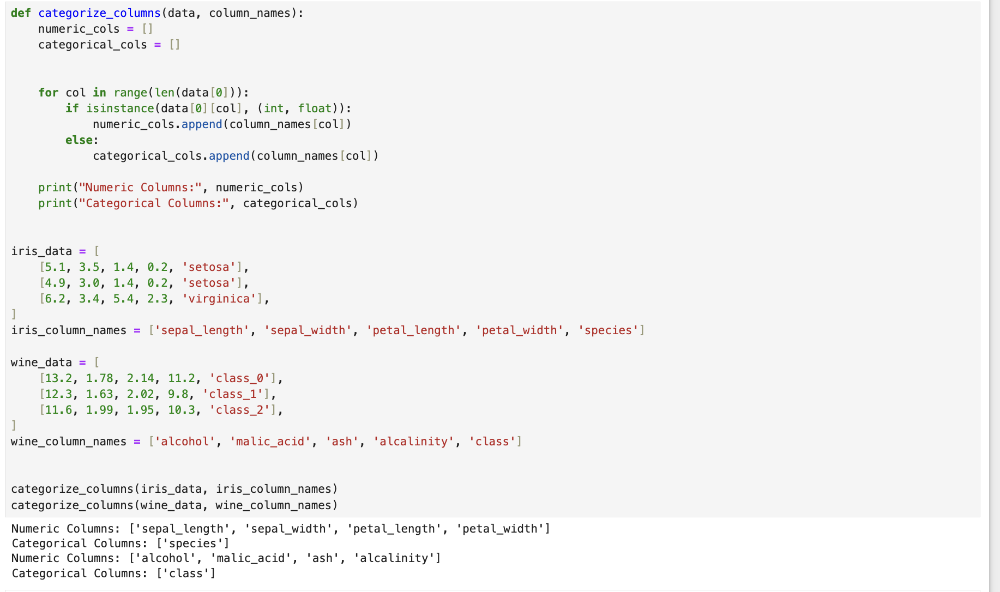 def categorize_columns(data, column_names):
    numeric_cols = []
    categorical_cols = []
    for col in range(len(data[0])):
        if isinstance(data[0][col], (int, float)):
            numeric_cols.append(column_names[col])
        else:
            categorical_cols.append(column_names[col])
    print("Numeric Columns:", numeric_cols)
    print("Categorical Columns:", categorical_cols)
iris_data = [
    [5.1, 3.5, 1.4, 0.2, 'setosa'],
    [4.9, 3.0, 1.4, 0.2, 'setosa'],
    [6.2, 3.4, 5.4, 2.3, 'virginica'],
]
iris_column_names = ['sepal_length', 'sepal_width', 'petal_length', 'petal_width', 'species']
wine_data = [
    [13.2, 1.78, 2.14, 11.2, 'class_0'],
    [12.3, 1.63, 2.02, 9.8, 'class_1'],
    [11.6, 1.99, 1.95, 10.3, 'class_2'],
]
wine_column_names = ['alcohol', 'malic_acid', 'ash', 'alcalinity', 'class']
categorize_columns(iris_data, iris_column_names)
categorize_columns(wine_data, wine_column_names)
Numeric Columns: ['sepal_length', 'sepal_width', 'petal_length', 'petal_width']
Categorical Columns: ['species']
Numeric Columns: ['alcohol', 'malic_acid', 'ash', 'alcalinity']
Categorical Columns: ['class']